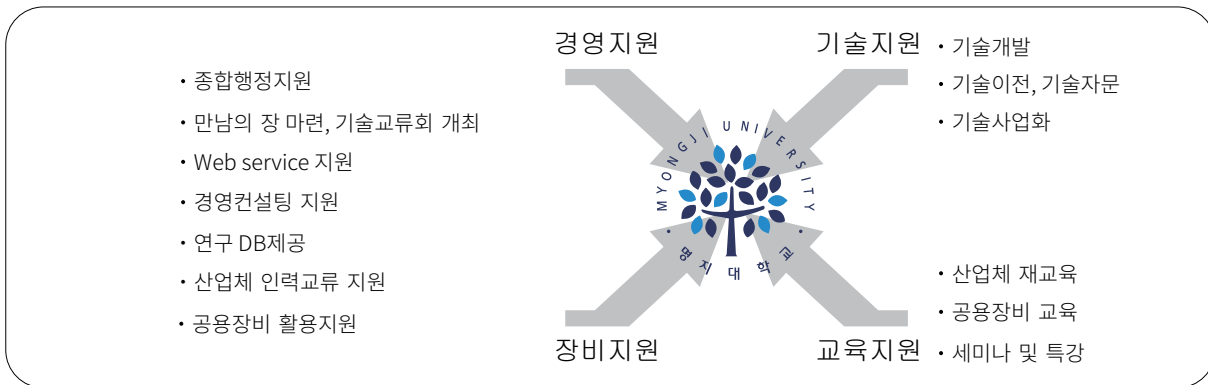 경영지원
• 종합행정지원
• 만남의 장 마련, 기술교류회 개최
• Web service 지원
• 경영컨설팅 지원
• 연구 DB제공
• 산업체 인력교류 지원
• 공용장비 활용지원
장비지원
기술지원
• 기술개발
• 기술이전, 기술자문
• 기술사업화
MYONGJI UNIVERSITY
명지대학교
• 산업체 재교육
• 공용장비 교육
교육지원
• 세미나 및 특강